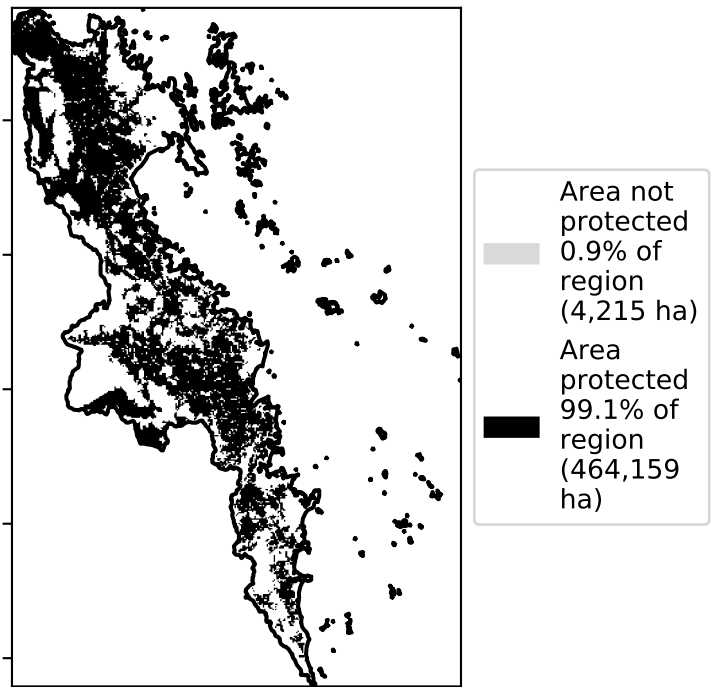 Area not
protected
0.9% of
region
(4,215 ha)
Area
protected
99.1% of
region
(464,159
ha)